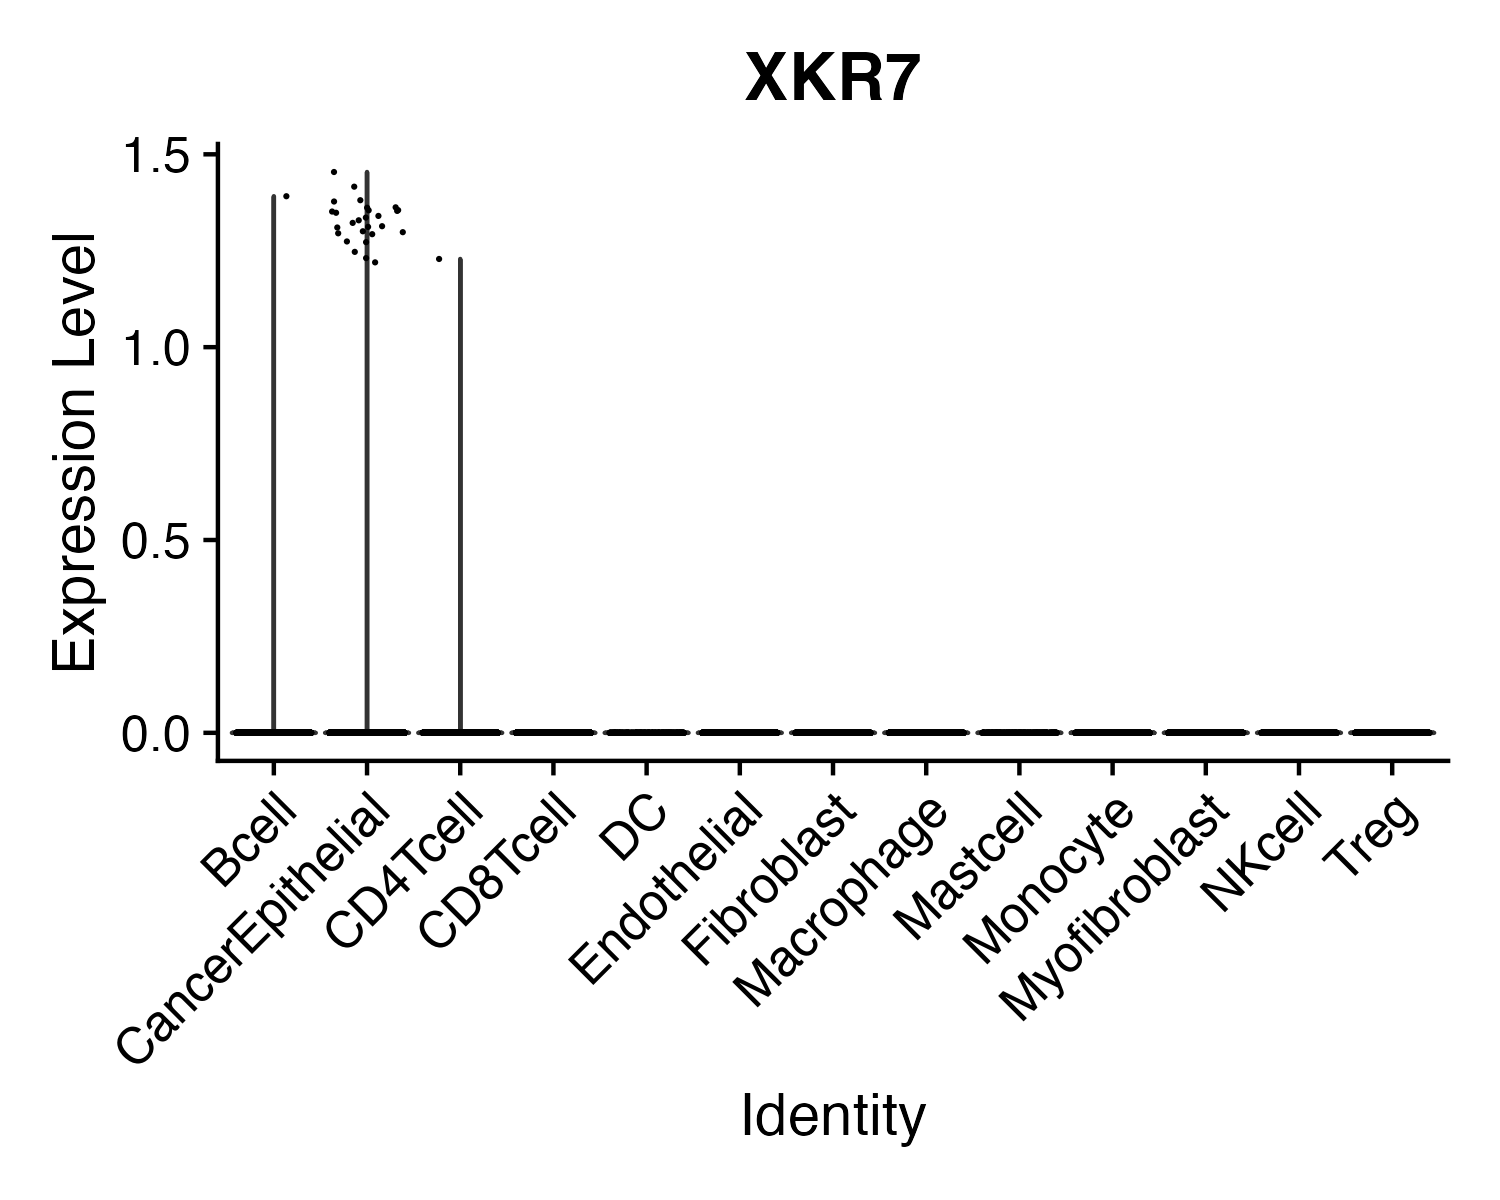 XKR7
Expression Level
1.5
1.0
0.5
0.0
Bcell
CancerEpithelial
CD4Tcell
CD8Tcell
DC
Endothelial
Fibroblast
Macrophage
Mastcell
Monocyte
Myofibroblast
NKcell
Treg
Identity